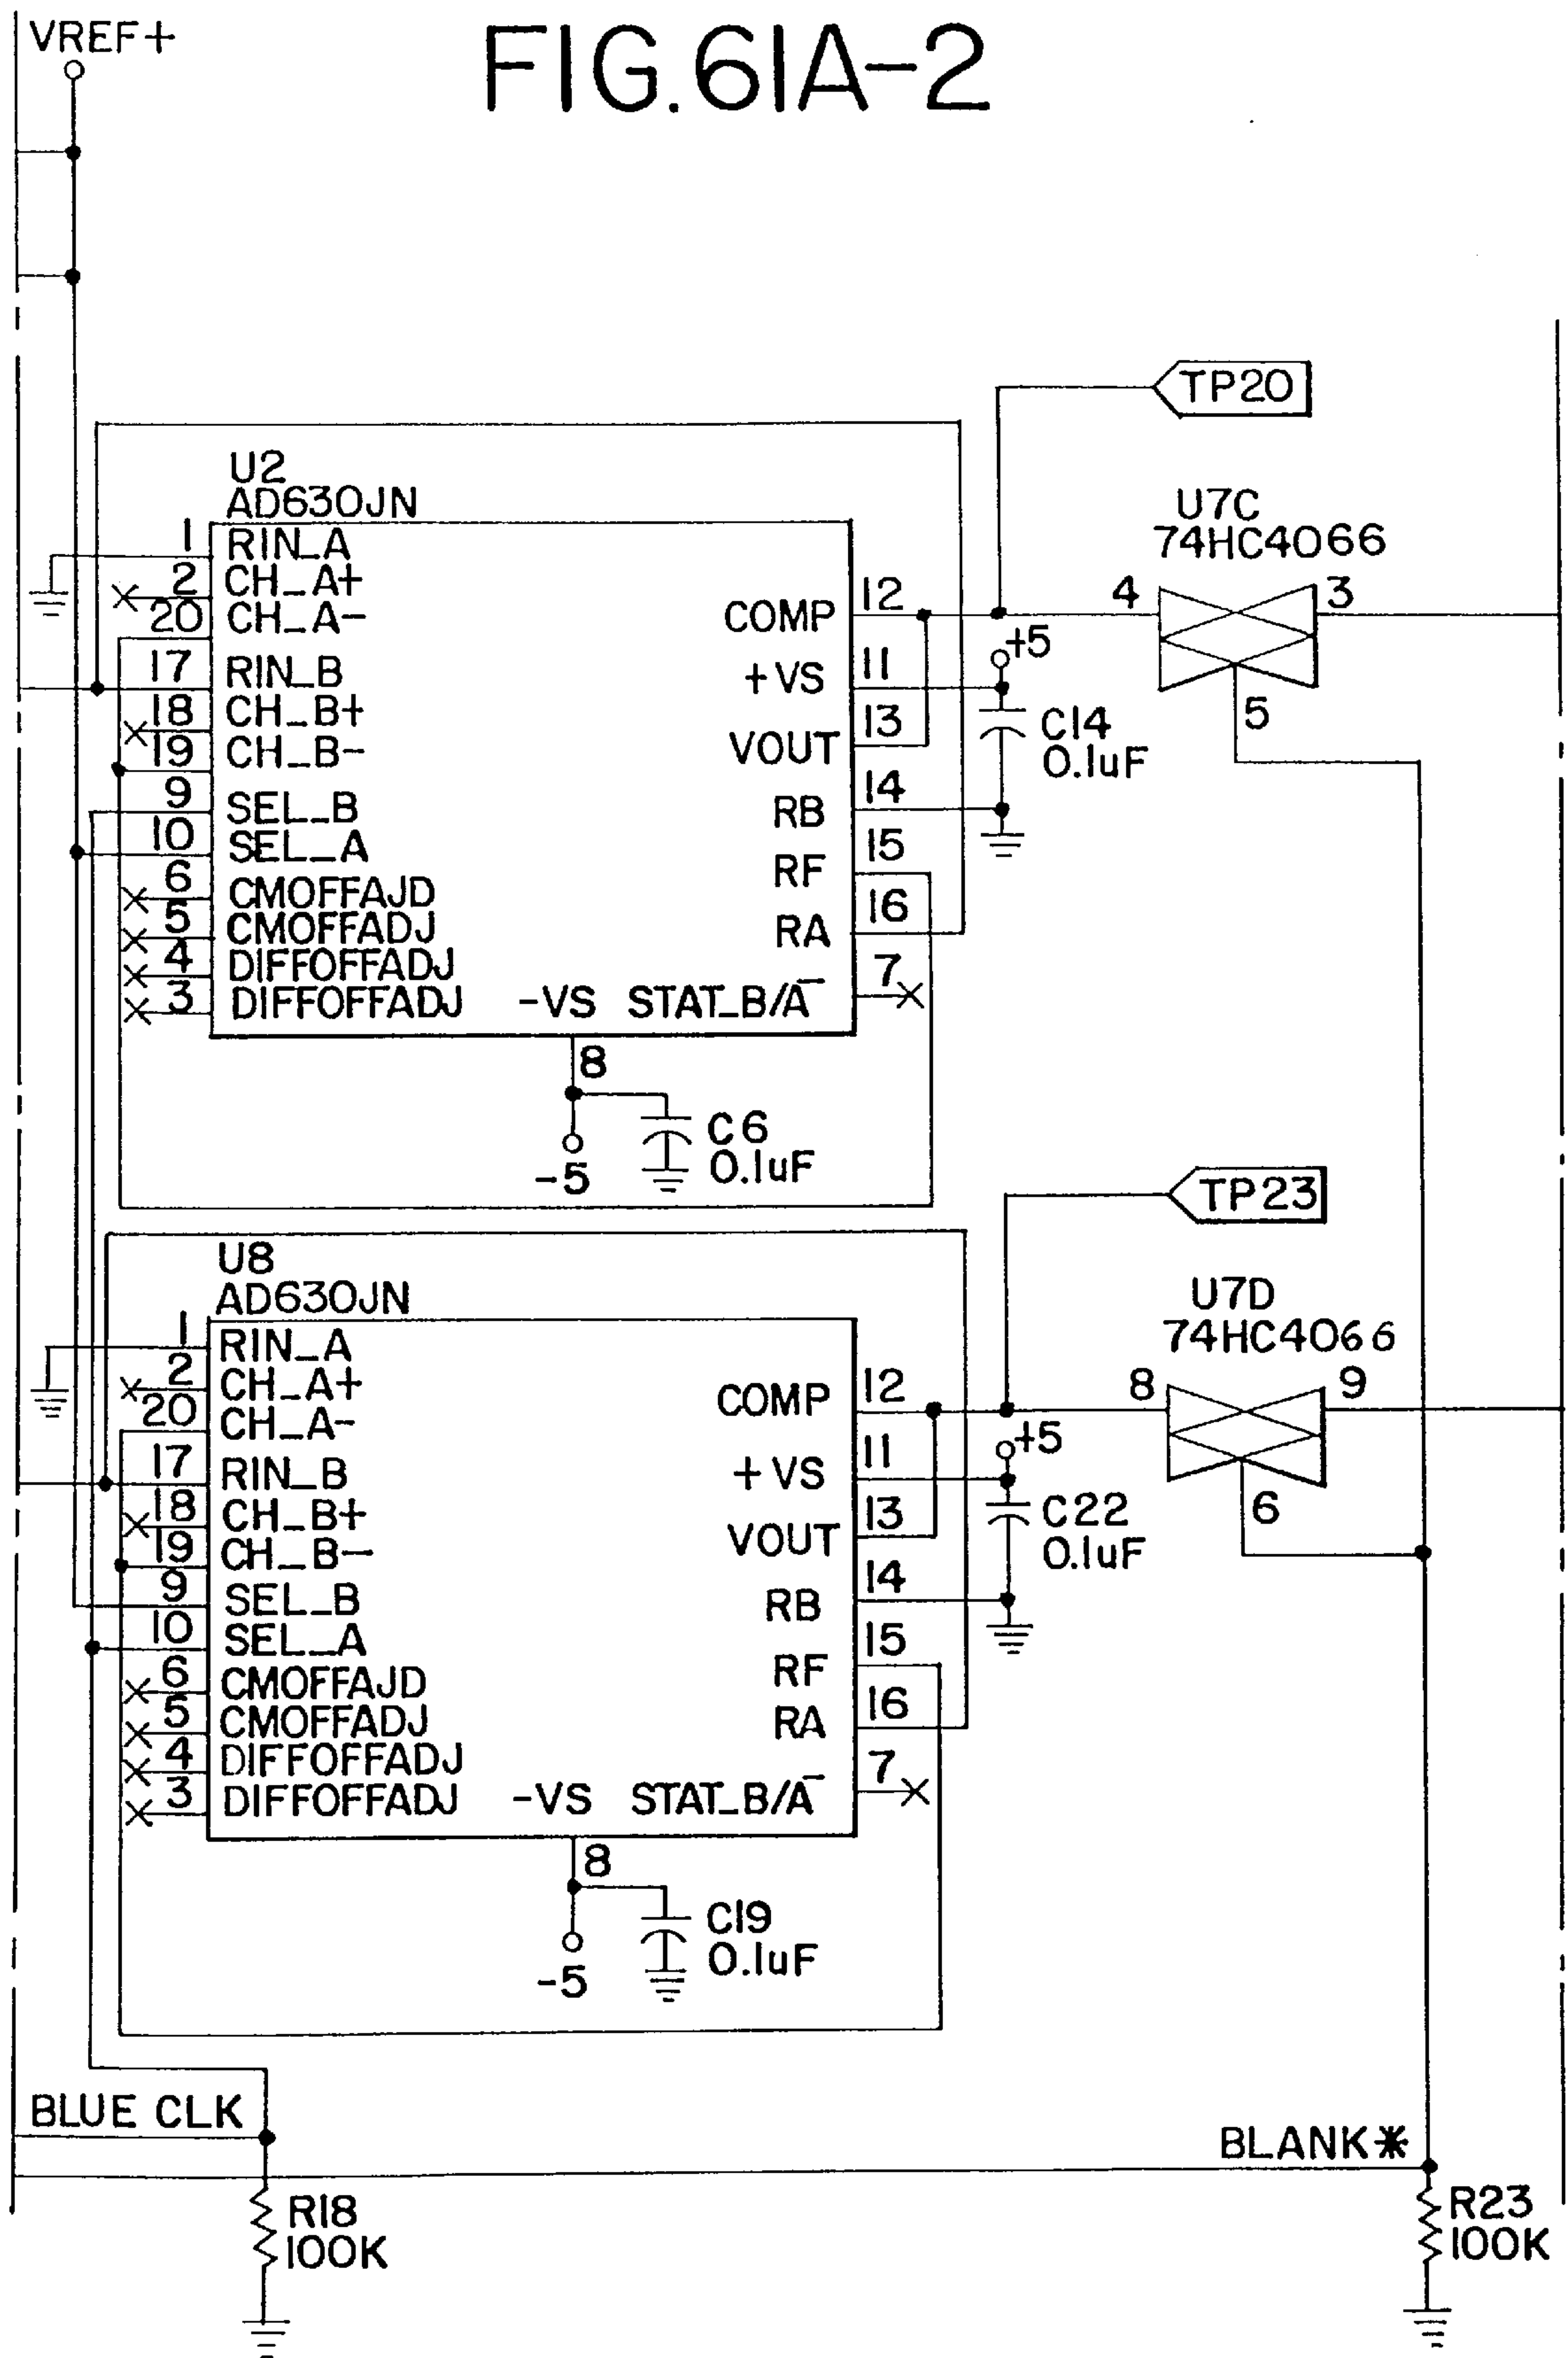 FIG.61A-2
VREF+
TP20
U2
AD630JN
U7C
74HC4066
1 RIN_A
2 CH_A+
20 CH_A-
17 RIN_B
18 CH_B+
19 CH_B-
9 SEL_B
10 SEL_A
6 CMOFFAJD
5 CMOFFADJ
4 DIFFOFFADJ
3 DIFFOFFADJ
COMP 12
+VS 11
VOUT 13
RB 14
RF 15
RA 16
-VS STAT_B/A̅ 7
8
+5
C14
0.1uF
4 3
5
-5
C6
0.1uF
TP23
U8
AD630JN
U7D
74HC4066
1 RIN_A
2 CH_A+
20 CH_A-
17 RIN_B
18 CH_B+
19 CH_B-
9 SEL_B
10 SEL_A
6 CMOFFAJD
5 CMOFFADJ
4 DIFFOFFADJ
3 DIFFOFFADJ
COMP 12
+VS 11
VOUT 13
RB 14
RF 15
RA 16
-VS STAT_B/A̅ 7
8
+5
C22
0.1uF
8 9
6
-5
C19
0.1uF
BLUE CLK
BLANK*
R18
100K
R23
100K